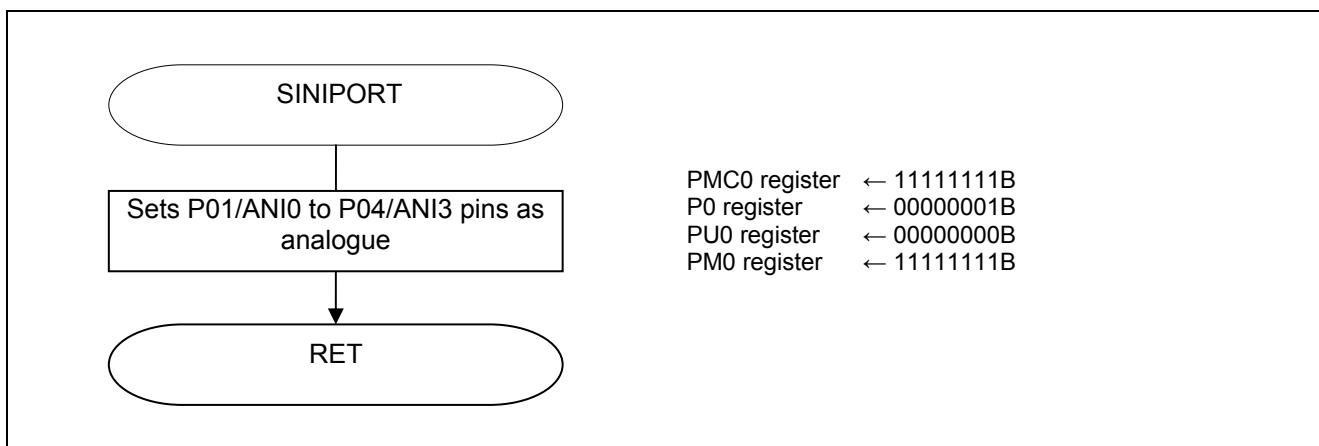 SINIPORT
Sets P01/ANI0 to P04/ANI3 pins as
analogue
RET
PMC0 register ← 11111111B
P0 register ← 00000001B
PU0 register ← 00000000B
PM0 register ← 11111111B